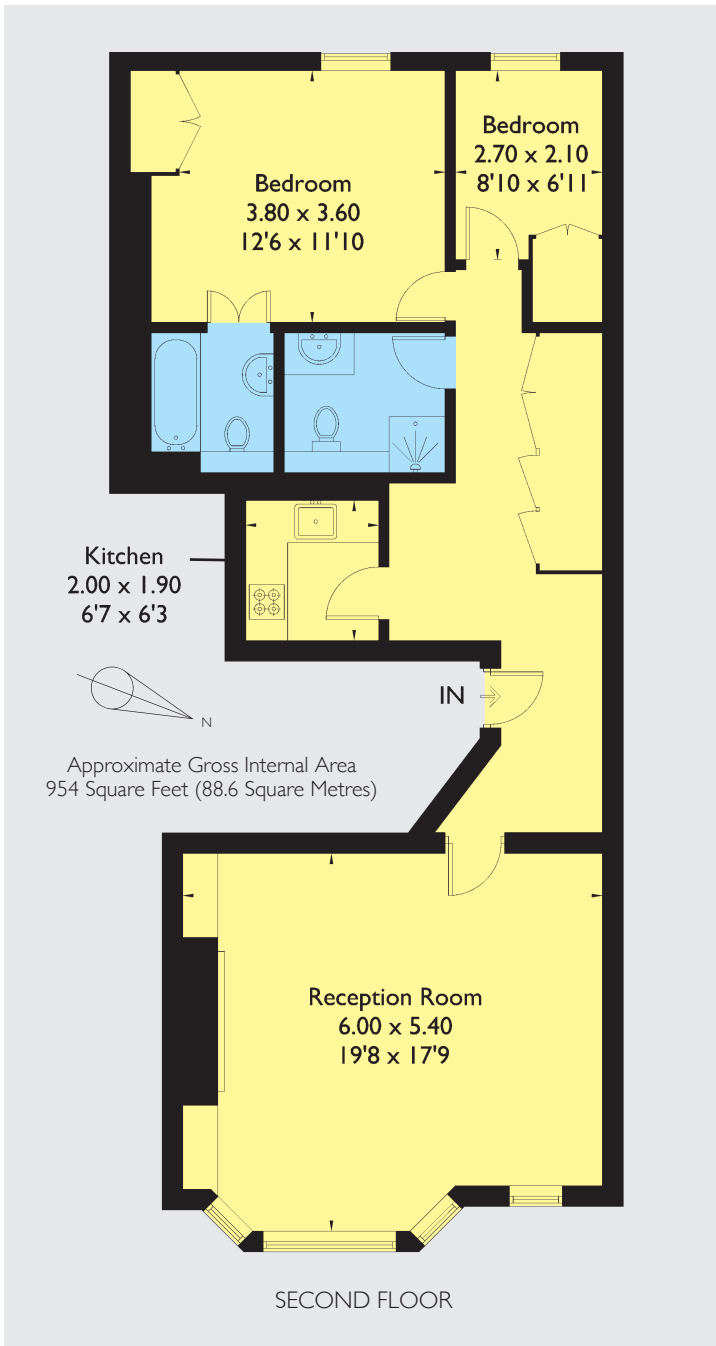 Bedroom
3.80 x 3.60
12'6 x 11'10
Bedroom
2.70 x 2.10
8'10 x 6'11
Kitchen
2.00 x 1.90
6'7 x 6'3
IN
N
Approximate Gross Internal Area
954 Square Feet (88.6 Square Metres)
Reception Room
6.00 x 5.40
19'8 x 17'9
SECOND FLOOR